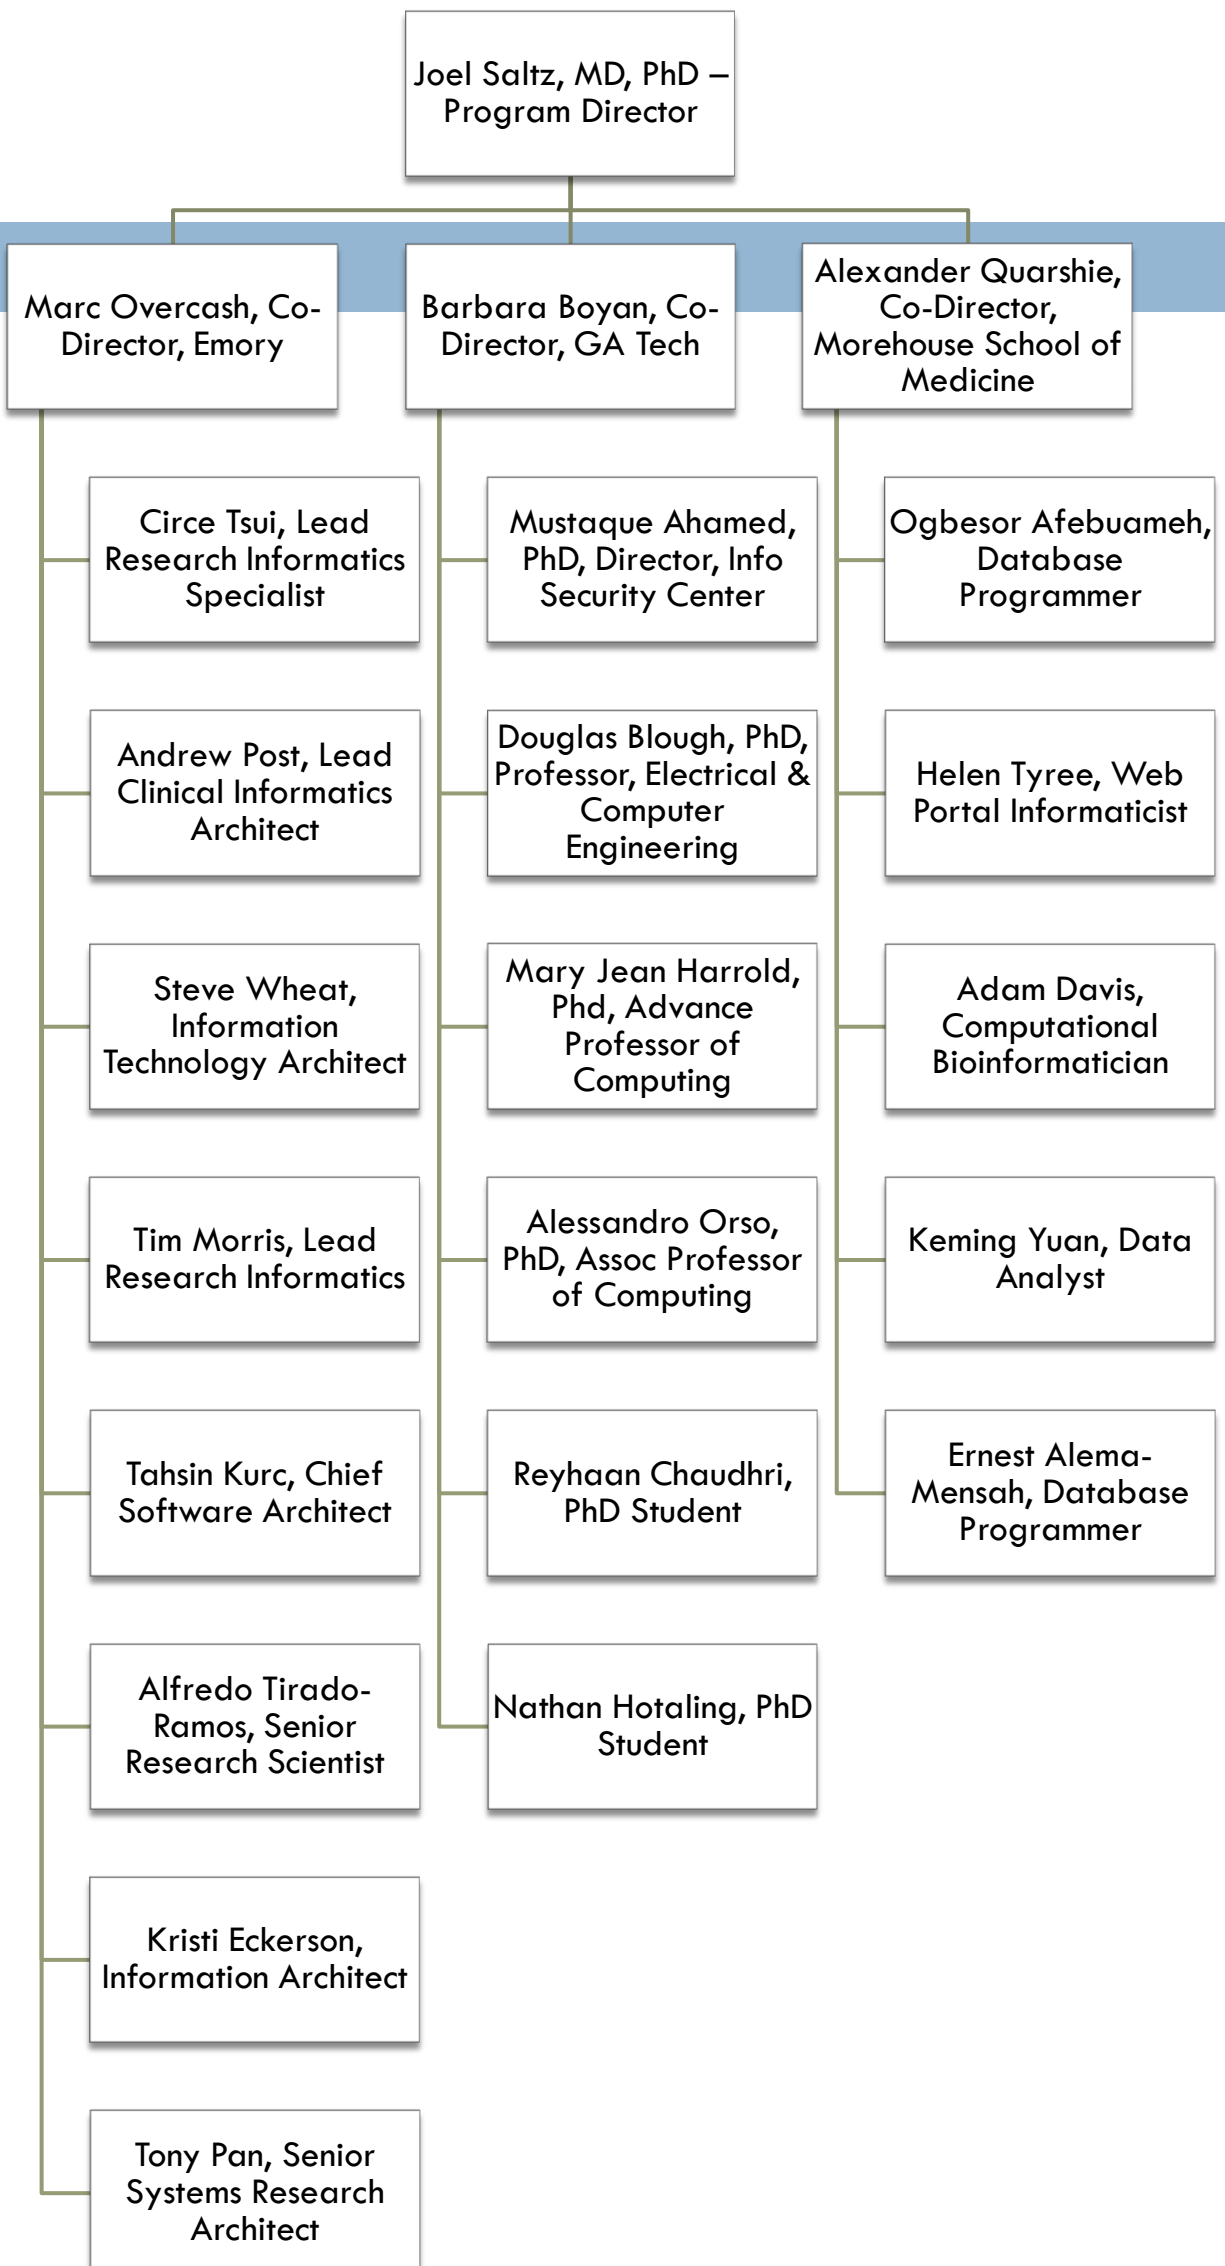 Joel Saltz, MD, PhD –
Program Director
Marc Overcash, Co-
Director, Emory
Circe Tsui, Lead
Research Informatics
Specialist
Andrew Post, Lead
Clinical Informatics
Architect
Steve Wheat,
Information
Technology Architect
Tim Morris, Lead
Research Informatics
Tahsin Kurc, Chief
Software Architect
Alfredo Tirado-
Ramos, Senior
Research Scientist
Kristi Eckerson,
Information Architect
Tony Pan, Senior
Systems Research
Architect
Barbara Boyan, Co-
Director, GA Tech
Mustaque Ahamed,
PhD, Director, Info
Security Center
Douglas Blough, PhD,
Professor, Electrical &
Computer
Engineering
Mary Jean Harrold,
Phd, Advance
Professor of
Computing
Alessandro Orso,
PhD, Assoc Professor
of Computing
Reyhaan Chaudhri,
PhD Student
Nathan Hotaling, PhD
Student
Alexander Quarshie,
Co-Director,
Morehouse School of
Medicine
Ogbesor Afebuameh,
Database
Programmer
Helen Tyree, Web
Portal Informaticist
Adam Davis,
Computational
Bioinformatician
Keming Yuan, Data
Analyst
Ernest Alema-
Mensah, Database
Programmer